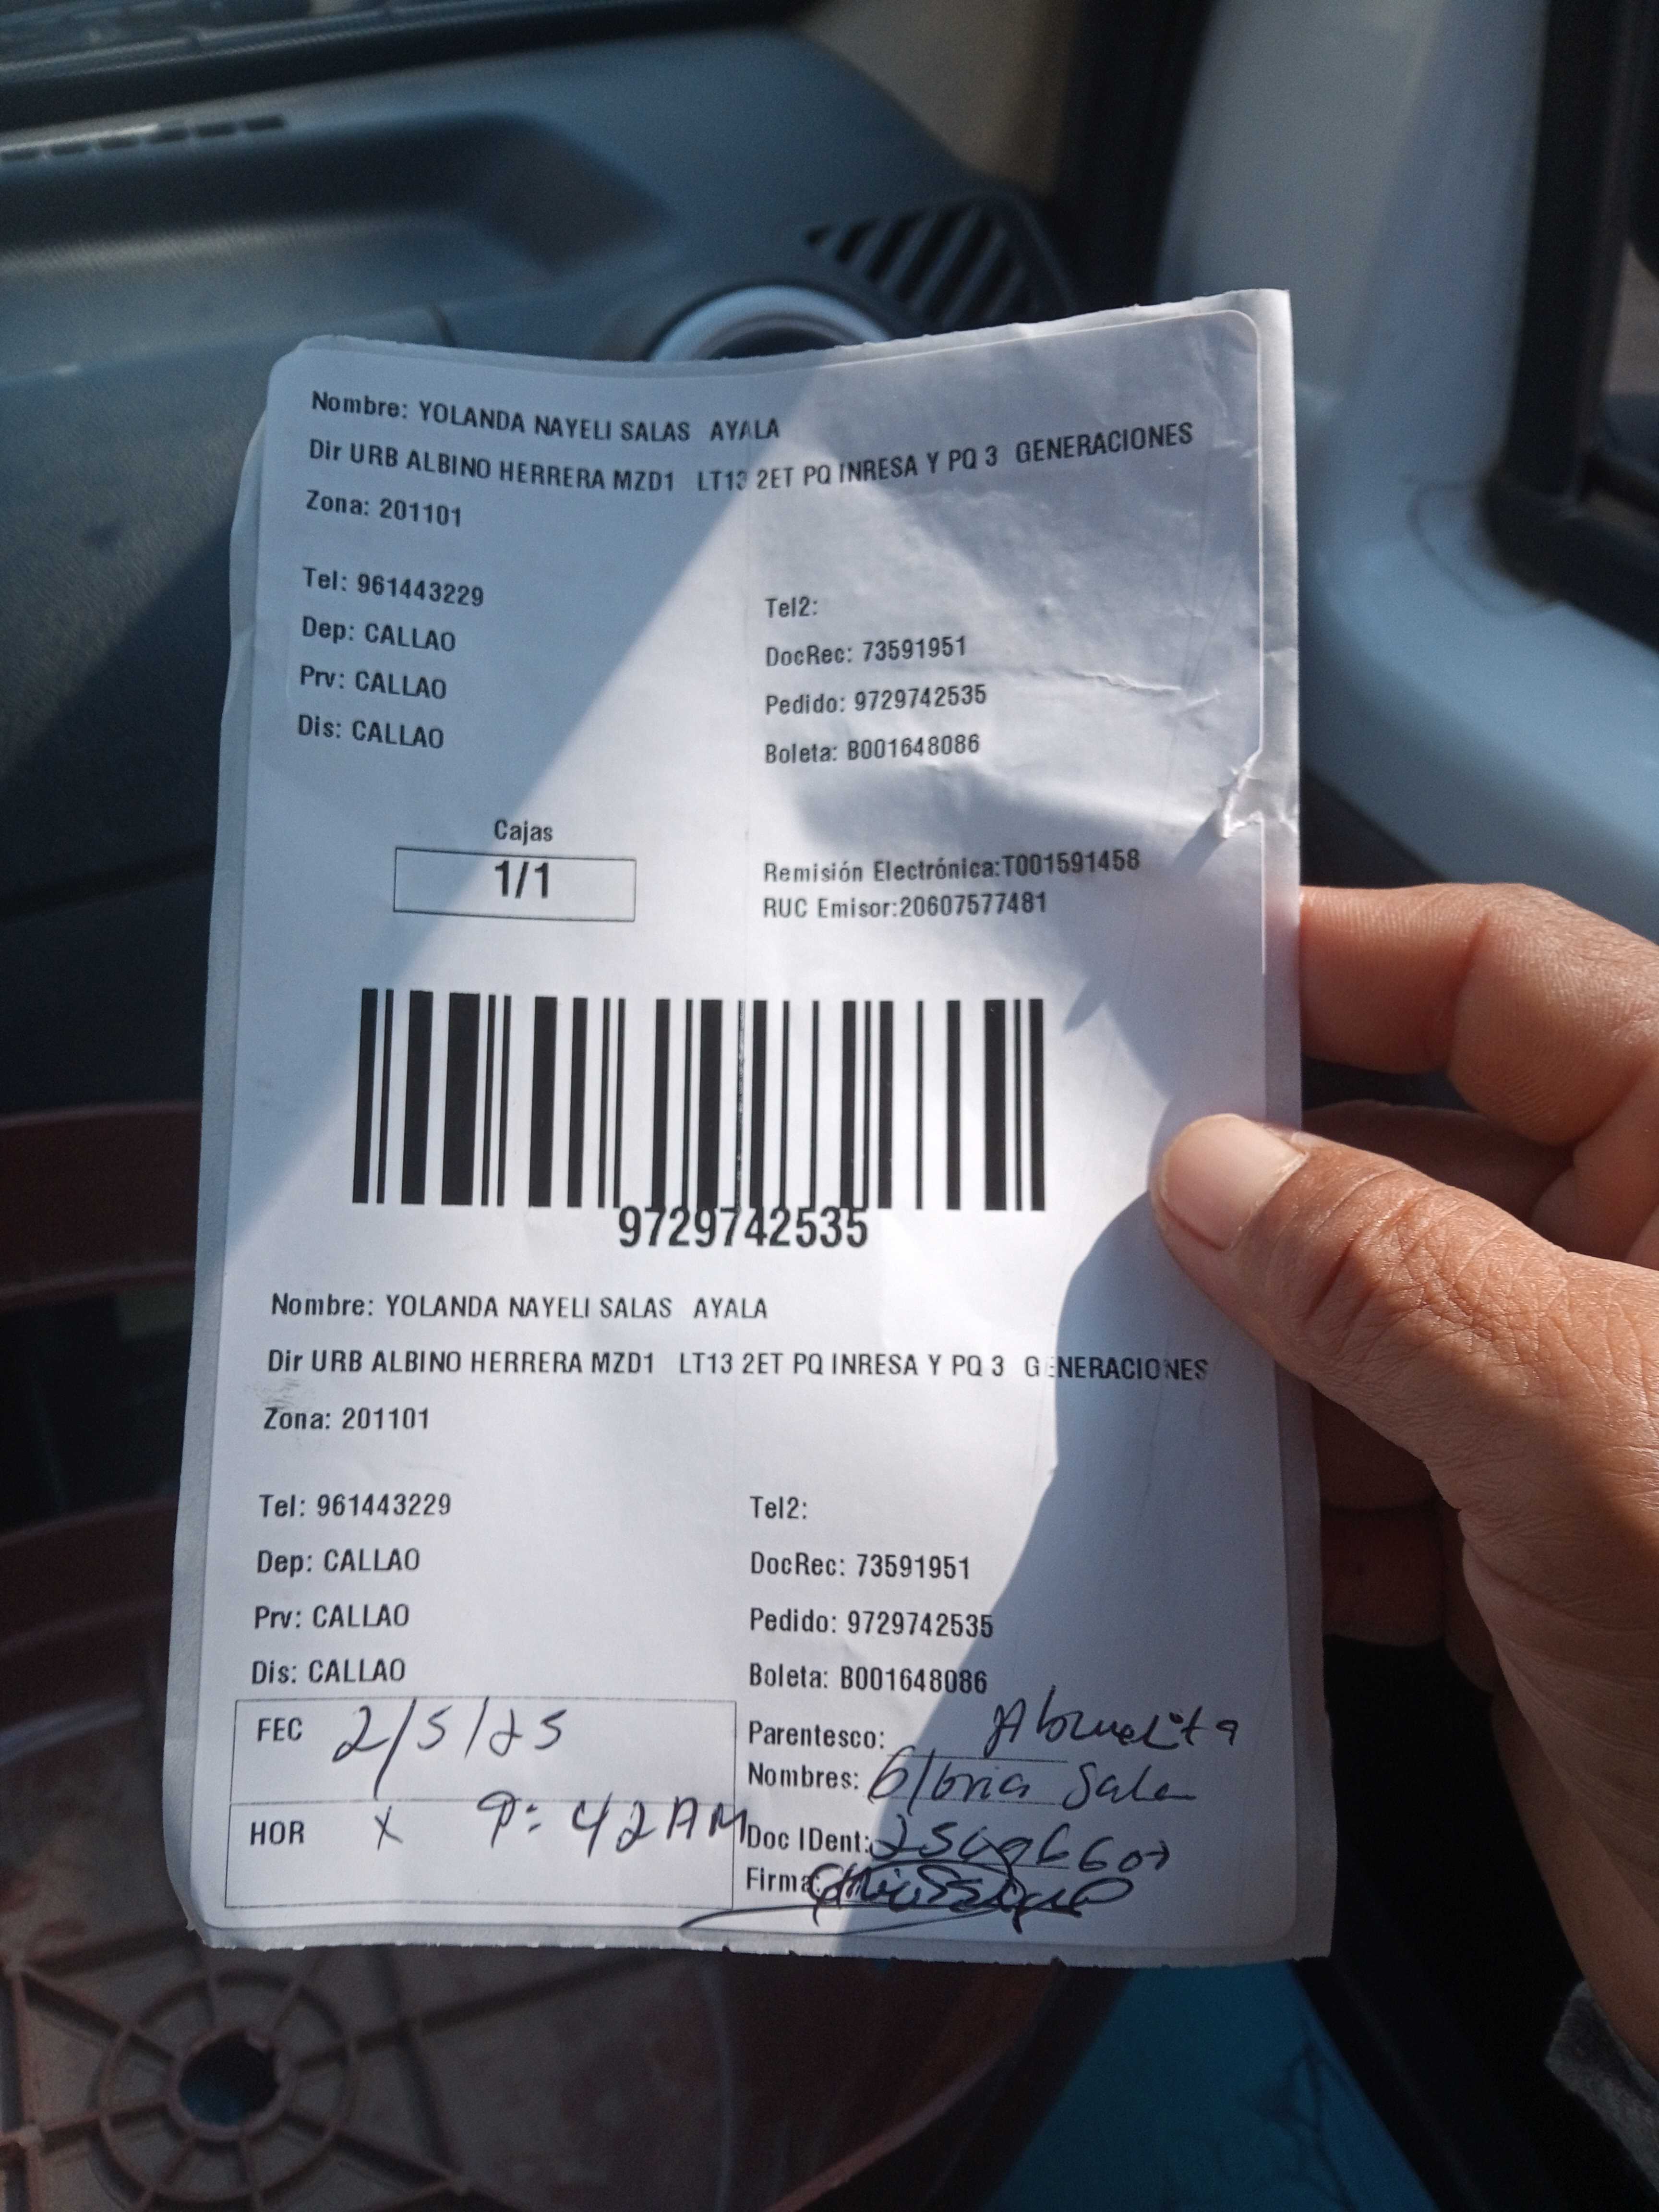 Nombre: YOLANDA NAYELI SALAS AYALA
Dir URB ALBINO HERRERA MZD1 LT13 2ET PQ INRESA Y PQ 3 GENERACIONES
Zona: 201101
Tel: 961443229
Tel2:
Dep: CALLAO
DocRec: 73591951
Prv: CALLAO
Pedido: 9729742535
Dis: CALLAO
Boleta: B001648086
Cajas
1/1
Remisión Electrónica:T001591458
RUC Emisor:20607577481
9729742535
Nombre: YOLANDA NAYELI SALAS AYALA
Dir URB ALBINO HERRERA MZD1 LT13 2ET PQ INRESA Y PQ 3 GENERACIONES
Zona: 201101
Tel: 961443229
Tel2:
Dep: CALLAO
DocRec: 73591951
Prv: CALLAO
Pedido: 9729742535
Dis: CALLAO
Boleta: B001648086
FEC 2/5/25
Parentesco: Abuelita
Nombres: Gloria
HOR x 9:42 AM
Doc IDent:
Firma: